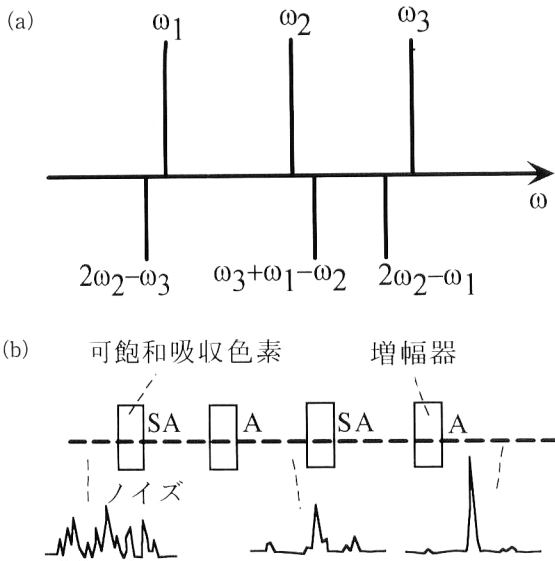 (a)
ω1 ω2 ω3
ω
2ω2−ω3 ω3+ω1−ω2 2ω2−ω1
(b)
可飽和吸収色素 増幅器
SA A SA A
ノイズ